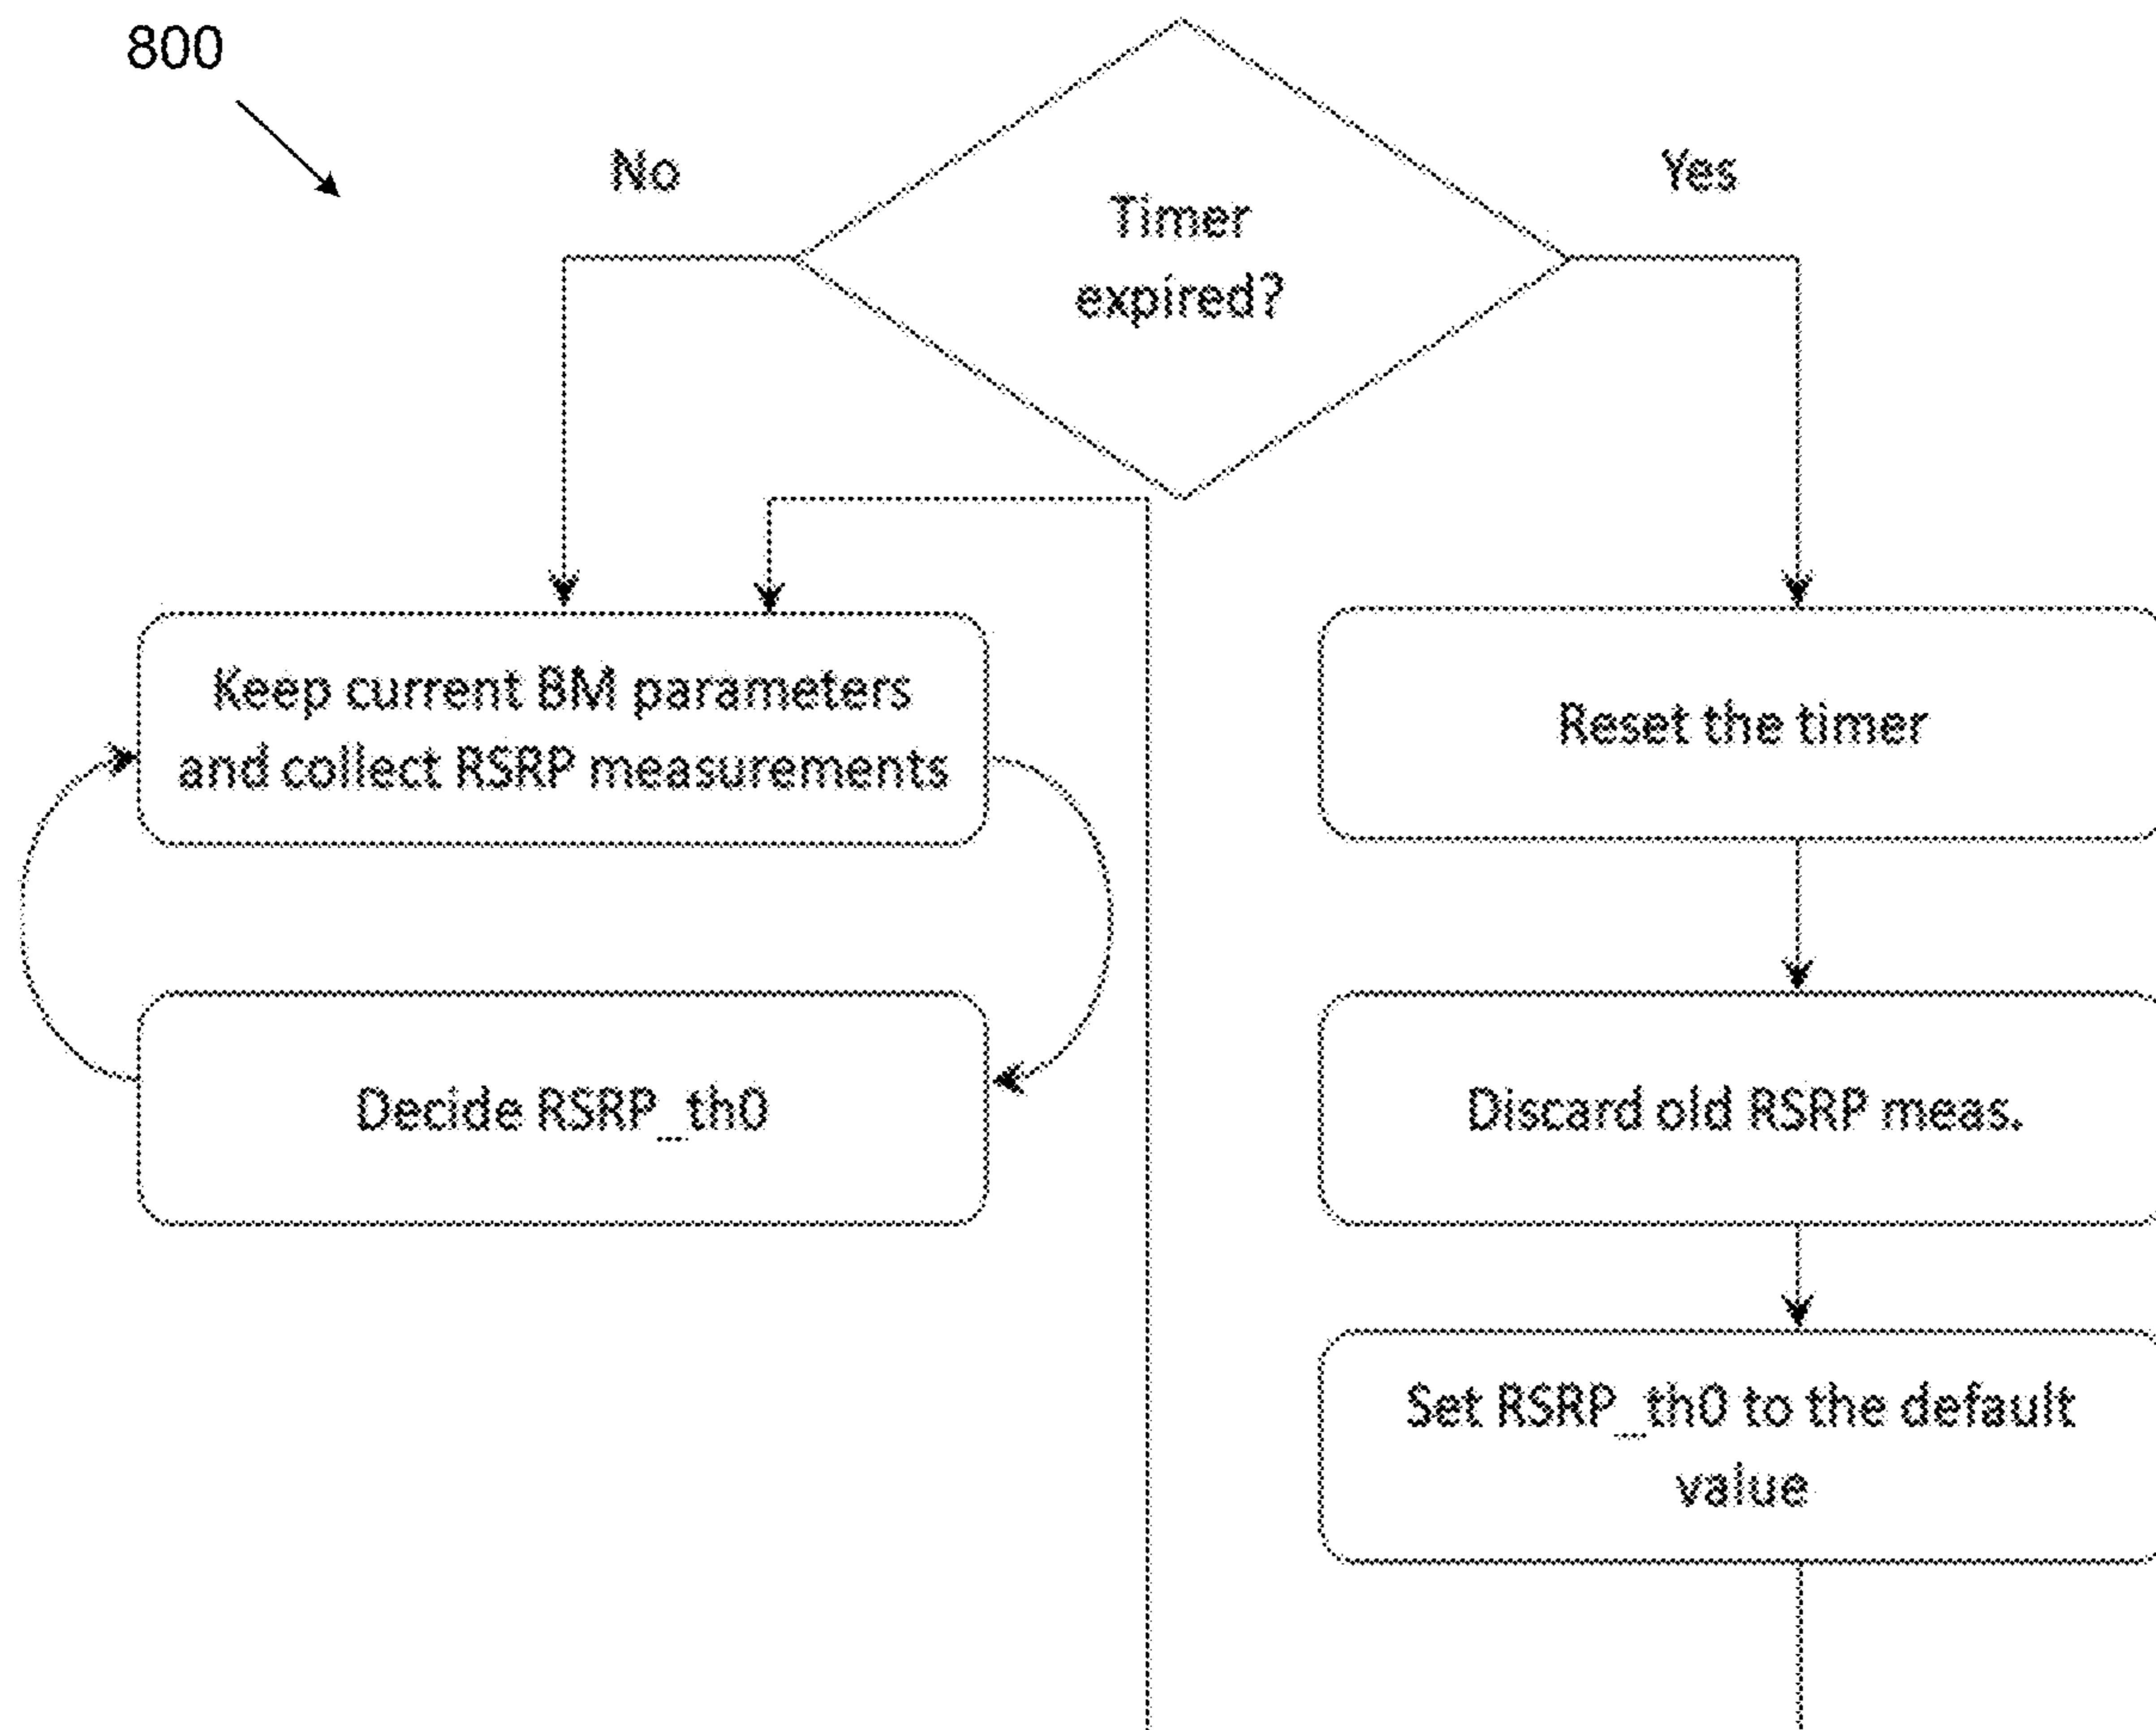 800
No
Yes
Timer
expired?
Keep current BM parameters
and collect RSRP measurements
Reset the timer
Decide RSRP_th0
Discard old RSRP meas.
Set RSRP_th0 to the default
value